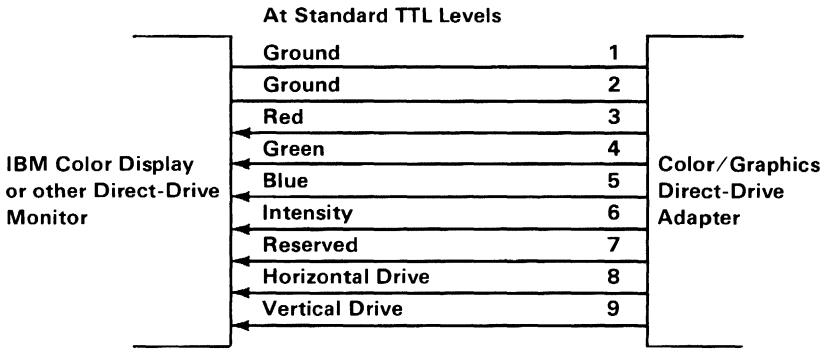 At Standard TTL Levels
Ground 1
Ground 2
Red 3
Green 4
Blue 5
Intensity 6
Reserved 7
Horizontal Drive 8
Vertical Drive 9
IBM Color Display
or other Direct-Drive
Monitor
Color/Graphics
Direct-Drive
Adapter